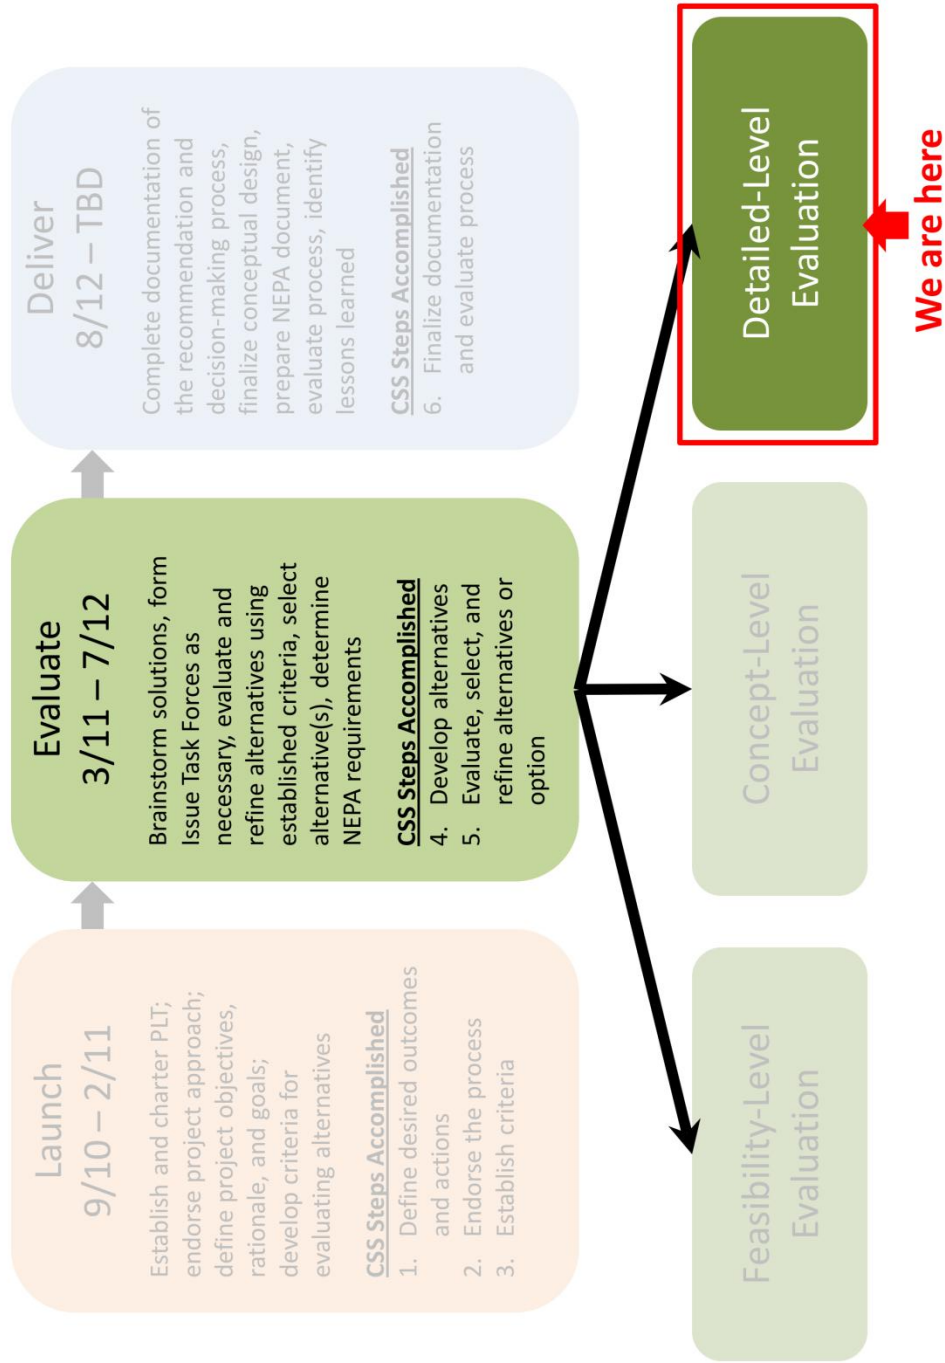 Launch
9/10 – 2/11
Establish and charter PLT;
endorse project approach;
define project objectives,
rationale, and goals;
develop criteria for
evaluating alternatives
CSS Steps Accomplished
1. Define desired outcomes
and actions
2. Endorse the process
3. Establish criteria
Evaluate
3/11 – 7/12
Brainstorm solutions, form
Issue Task Forces as
necessary, evaluate and
refine alternatives using
established criteria, select
alternative(s), determine
NEPA requirements
CSS Steps Accomplished
4. Develop alternatives
5. Evaluate, select, and
refine alternatives or
option
Deliver
8/12 – TBD
Complete documentation of
the recommendation and
decision-making process,
finalize conceptual design,
prepare NEPA document,
evaluate process, identify
lessons learned
CSS Steps Accomplished
6. Finalize documentation
and evaluate process
Feasibility-Level
Evaluation
Concept-Level
Evaluation
Detailed-Level
Evaluation
We are here